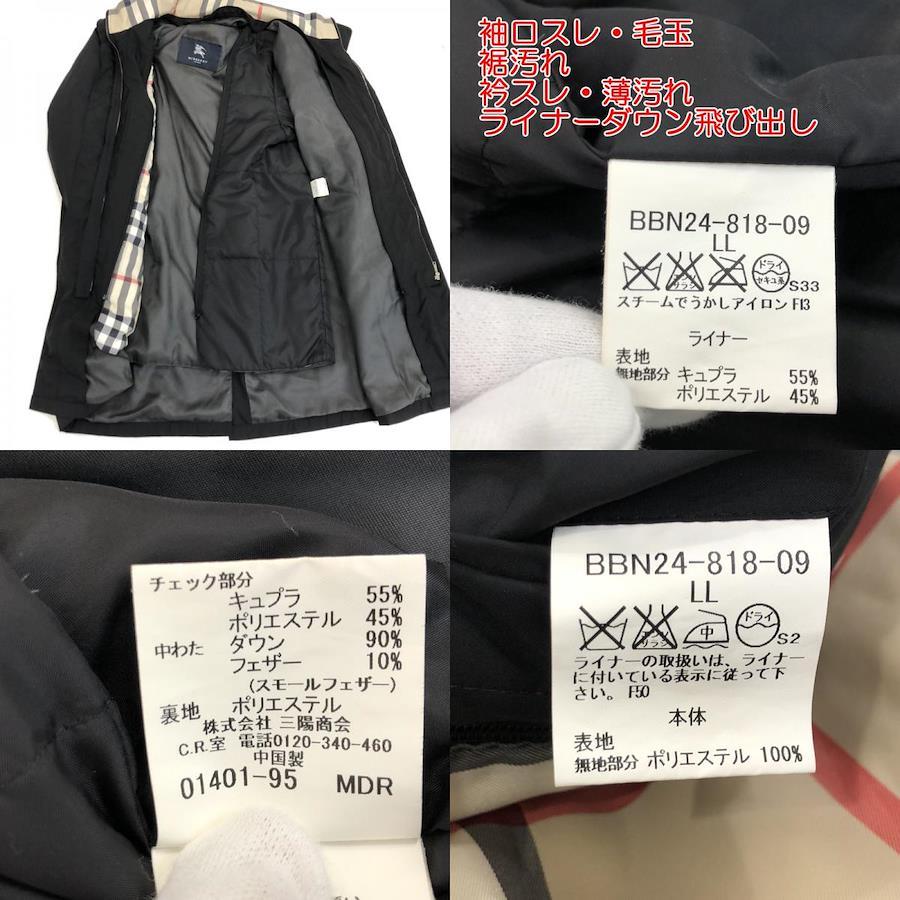 BURBERRY
袖口スレ・毛玉
裾汚れ
衿スレ・薄汚れ
ライナーダウン飛び出し
BBN24-818-09
LL
サラシ
ドライ
セキユ系
S33
スチームでうかしアイロン F13
ライナー
表地
無地部分 キュプラ 55%
ポリエステル 45%
チェック部分
キュプラ 55%
ポリエステル 45%
中わた ダウン 90%
フェザー 10%
(スモールフェザー)
裏地 ポリエステル
株式会社 三陽商会
C.R.室 電話0120-340-460
中国製
01401-95 MDR
BBN24-818-09
LL
サラシ
中
ドライ
S2
ライナーの取扱いは、ライナー
に付いている表示に従って下
さい。 F50
本体
表地
無地部分 ポリエステル 100%